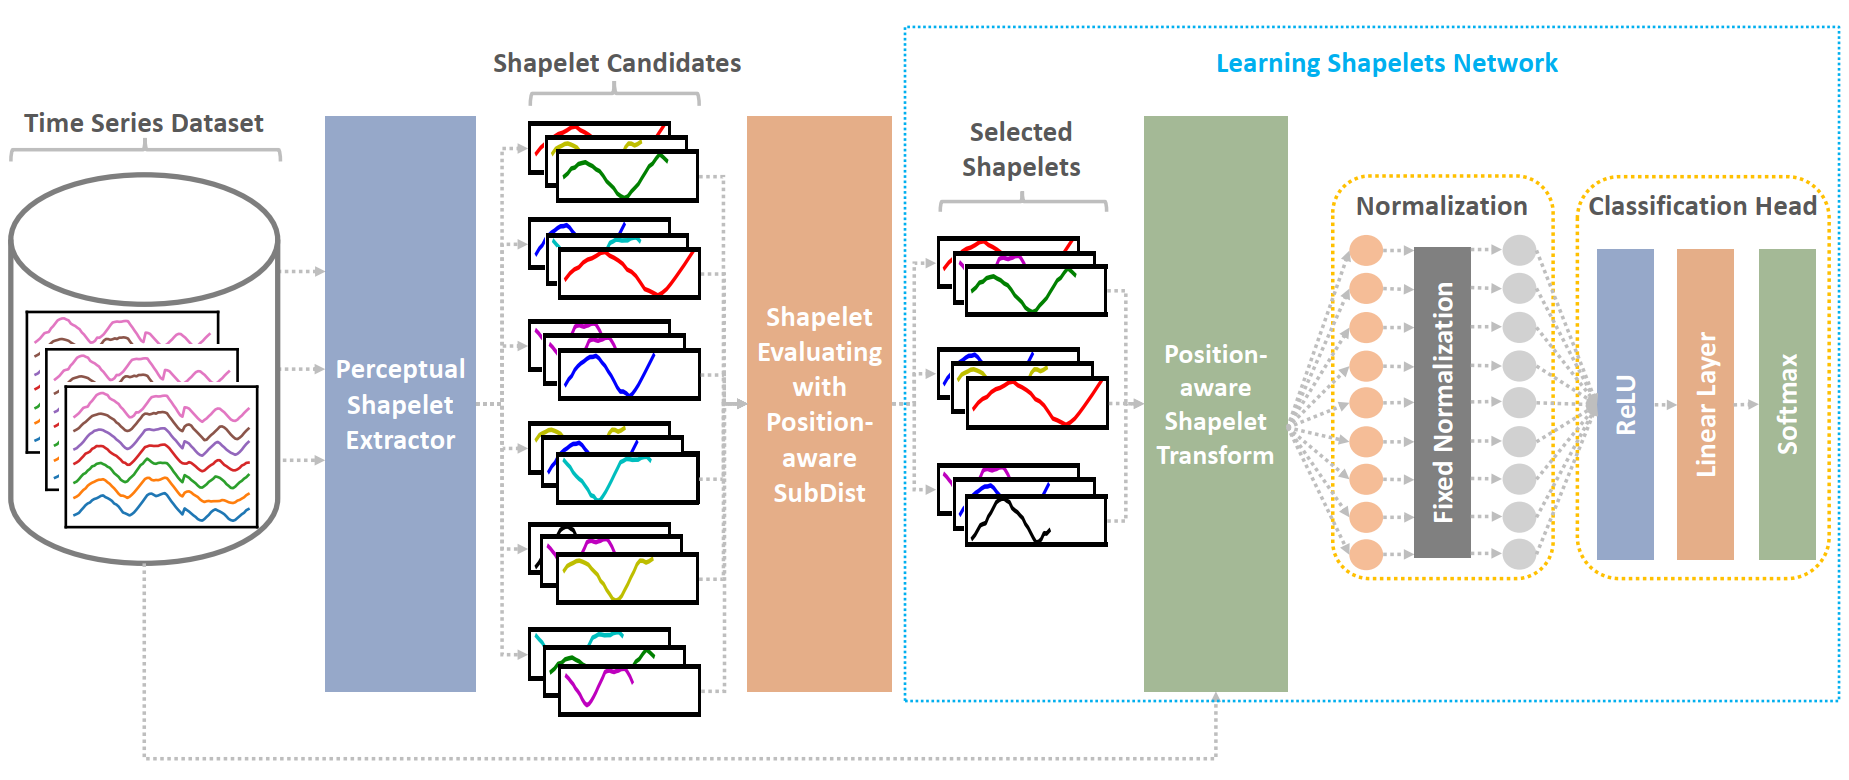 Time Series Dataset
Perceptual
Shapelet
Extractor
Shapelet Candidates
Shapelet
Evaluating
with
Position-
aware
SubDist
Learning Shapelets Network
Selected
Shapelets
Position-
aware
Shapelet
Transform
Normalization
Fixed Normalization
Classification Head
ReLU
Linear Layer
Softmax